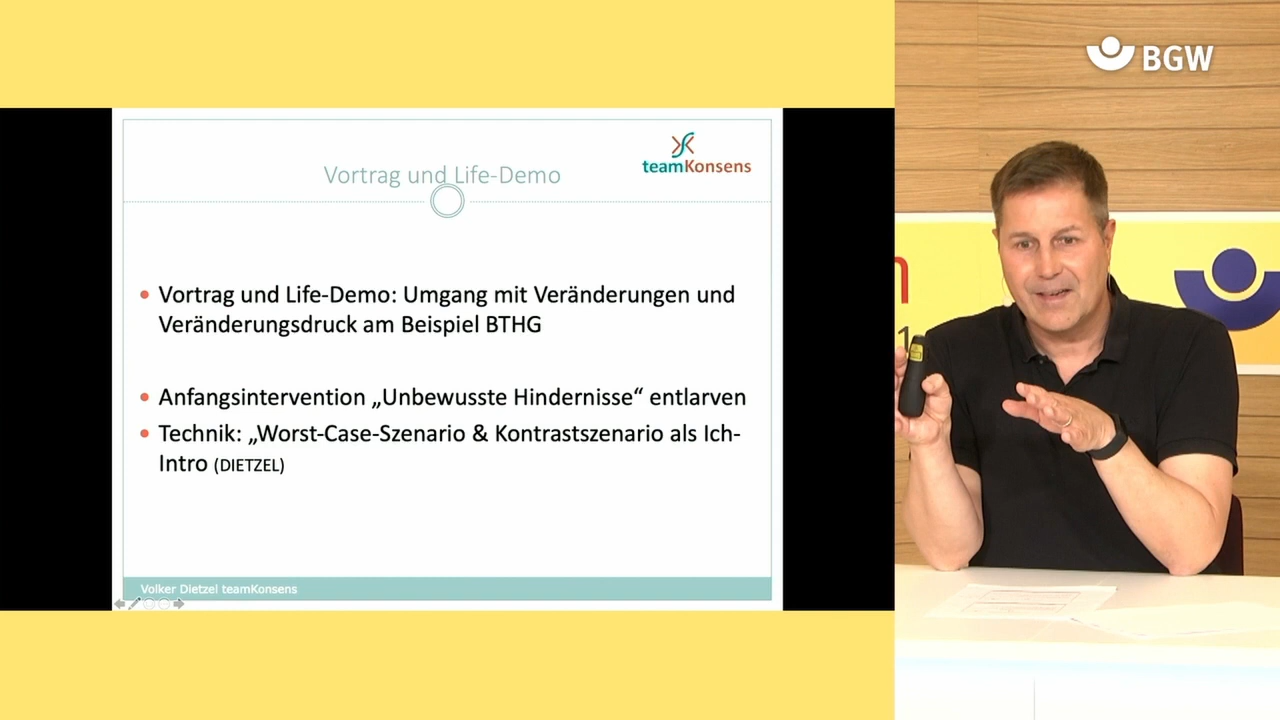 BGW
Vortrag und Life-Demo
teamKonsens
Vortrag und Life-Demo: Umgang mit Veränderungen und
Veränderungsdruck am Beispiel BTHG
Anfangsintervention „Unbewusste Hindernisse“ entlarven
Technik: „Worst-Case-Szenario & Kontrastszenario als Ich-
Intro (DIETZEL)
Volker Dietzel teamKonsens